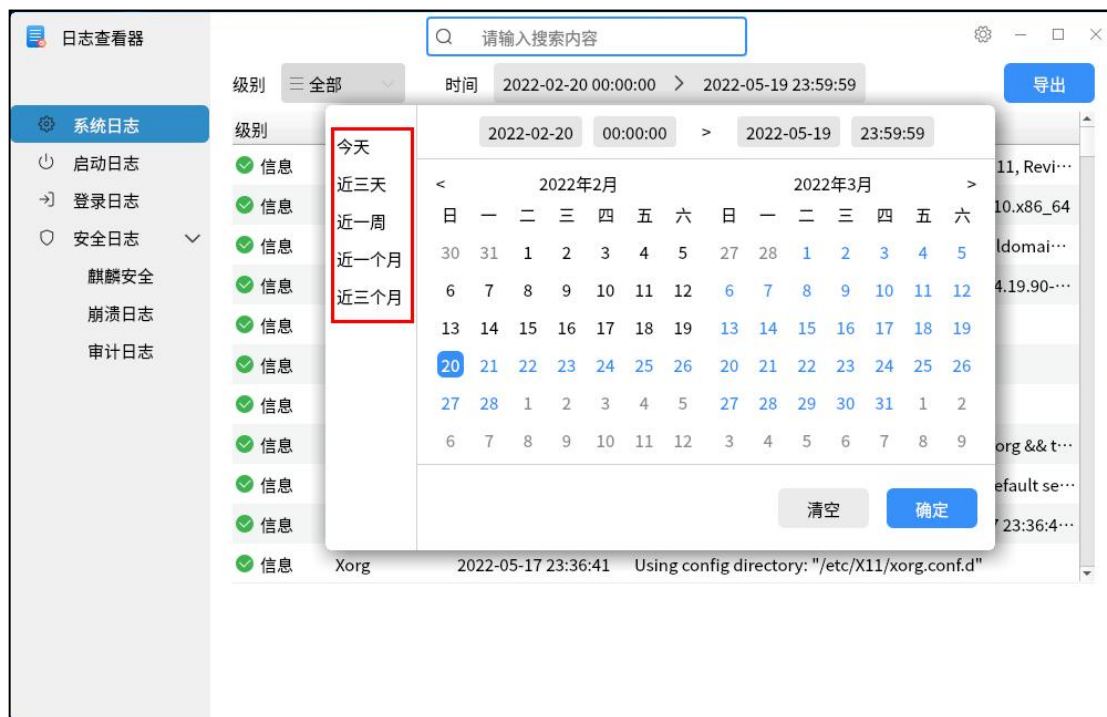 日志查看器
请输入搜索内容
级别 全部 时间 2022-02-20 00:00:00 > 2022-05-19 23:59:59 导出
系统日志
启动日志
登录日志
安全日志
麒麟安全
崩溃日志
审计日志
级别
信息 11, Revi…
信息 10.x86_64
信息 ldomai…
信息 4.19.90-…
信息
信息
信息
信息 org && t…
信息 efault se…
信息 7 23:36:4…
信息 Xorg 2022-05-17 23:36:41 Using config directory: "/etc/X11/xorg.conf.d"
今天
近三天
近一周
近一个月
近三个月
2022-02-20 00:00:00 > 2022-05-19 23:59:59
< 2022年2月 2022年3月 >
日 一 二 三 四 五 六 日 一 二 三 四 五 六
30 31 1 2 3 4 5 27 28 1 2 3 4 5
6 7 8 9 10 11 12 6 7 8 9 10 11 12
13 14 15 16 17 18 19 13 14 15 16 17 18 19
20 21 22 23 24 25 26 20 21 22 23 24 25 26
27 28 1 2 3 4 5 27 28 29 30 31 1 2
6 7 8 9 10 11 12 3 4 5 6 7 8 9
清空 确定